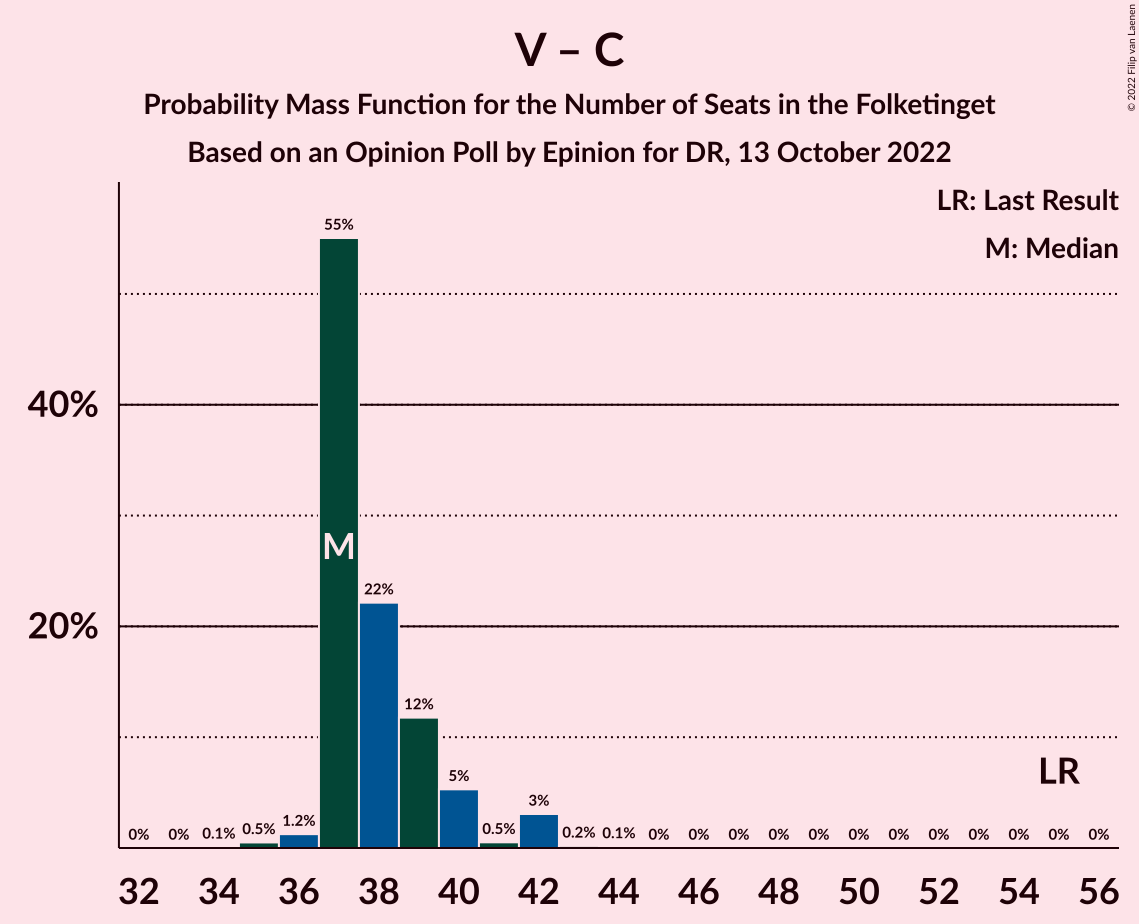 V – C
Probability Mass Function for the Number of Seats in the Folketinget
Based on an Opinion Poll by Epinion for DR, 13 October 2022
© 2022 Filip van Laenen
LR: Last Result
M: Median
55%
40%
M
22%
20%
12%
LR
5%
3%
0% 0% 0.1% 0.5% 1.2% 0.5% 0.2% 0.1% 0% 0% 0% 0% 0% 0% 0% 0% 0% 0% 0% 0%
32 34 36 38 40 42 44 46 48 50 52 54 56